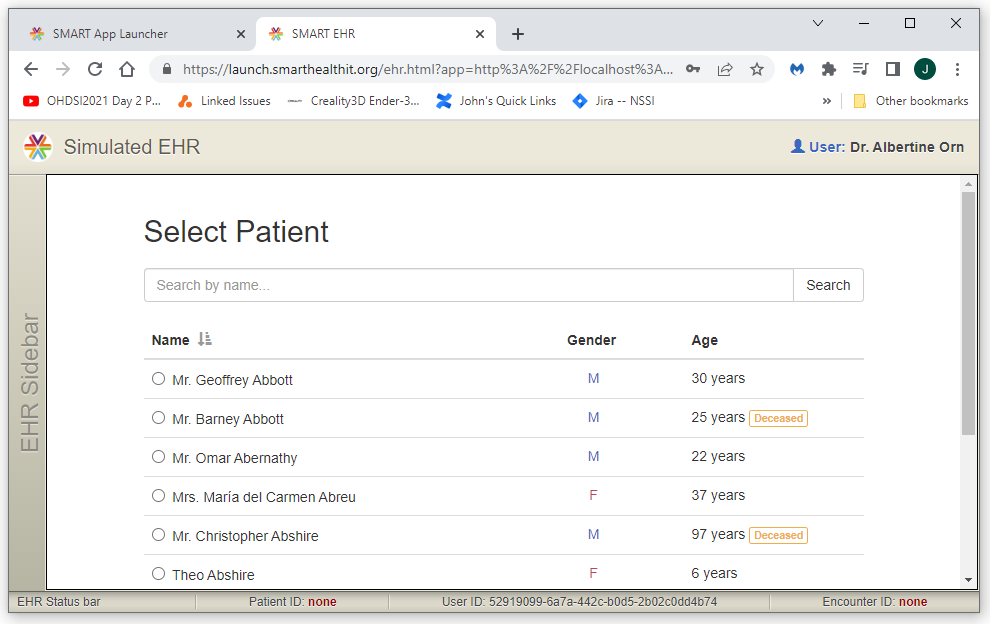 SMART App Launcher
SMART EHR
https://launch.smarthealthit.org/ehr.html?app=http%3A%2F%2Flocalhost%3A...
J
OHDSI2021 Day 2 P...
Linked Issues
Creality3D Ender-3...
John's Quick Links
Jira -- NSSI
»
Other bookmarks
Simulated EHR
User: Dr. Albertine Orn
EHR Sidebar
Select Patient
Search by name...
Search
Name Gender Age
Mr. Geoffrey Abbott M 30 years
Mr. Barney Abbott M 25 years Deceased
Mr. Omar Abernathy M 22 years
Mrs. María del Carmen Abreu F 37 years
Mr. Christopher Abshire M 97 years Deceased
Theo Abshire F 6 years
EHR Status bar Patient ID: none User ID: 52919099-6a7a-442c-b0d5-2b02c0dd4b74 Encounter ID: none